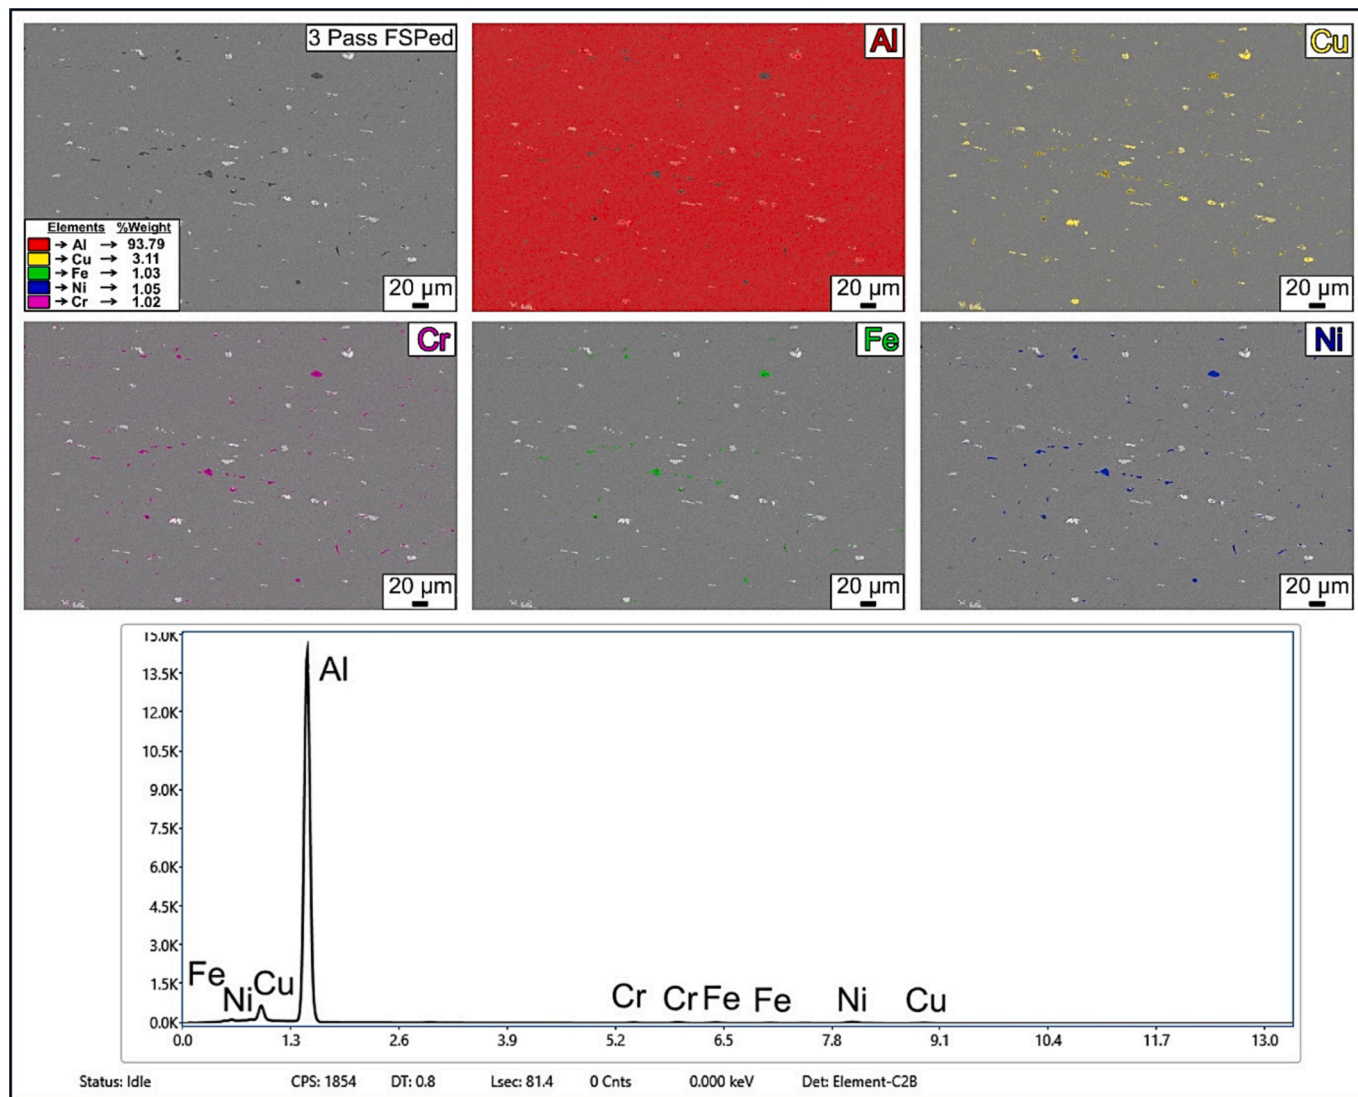 3 Pass FSPed
Al
Cu
Elements %Weight
→ Al → 93.79
→ Cu → 3.11
→ Fe → 1.03
→ Ni → 1.05
→ Cr → 1.02
20 µm
20 µm
20 µm
Cr
Fe
Ni
20 µm
20 µm
20 µm
15.0K
13.5K
12.0K
10.5K
9.0K
7.5K
6.0K
4.5K
3.0K
1.5K
0.0K
Al
Fe
Ni
Cu
Cr
Cr
Fe
Fe
Ni
Cu
0.0 1.3 2.6 3.9 5.2 6.5 7.8 9.1 10.4 11.7 13.0
Status: Idle CPS: 1854 DT: 0.8 Lsec: 81.4 0 Cnts 0.000 keV Det: Element-C2B